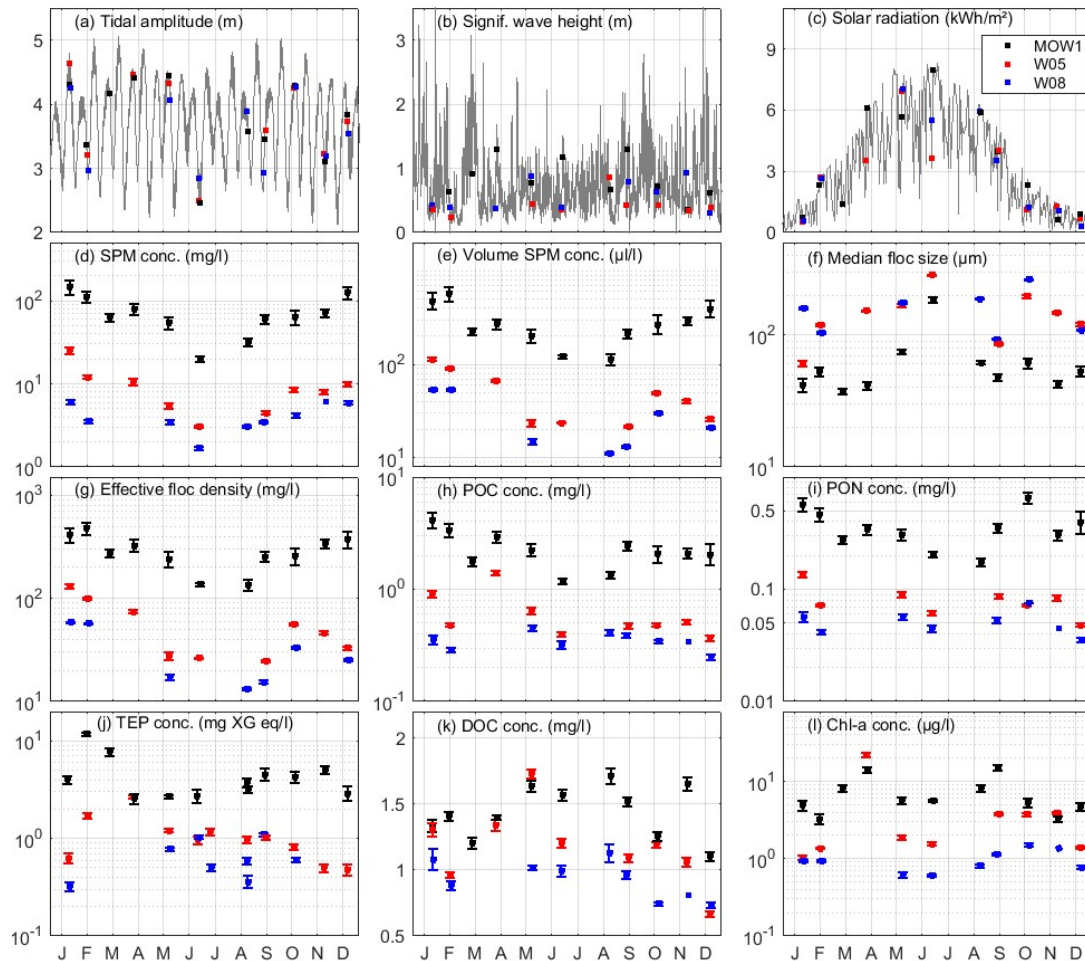 (a) Tidal amplitude (m)
5
4
3
2
(b) Signif. wave height (m)
3.5
3
2
1
0
(c) Solar radiation (kWh/m²)
9
6
3
0
MOW1
W05
W08
(d) SPM conc. (mg/l)
10²
10¹
10⁰
(e) Volume SPM conc. (µl/l)
10²
10¹
(f) Median floc size (µm)
10²
10¹
(g) Effective floc density (mg/l)
10³
10²
10¹
(h) POC conc. (mg/l)
10⁰
10⁻¹
(i) PON conc. (mg/l)
0.5
0.1
0.05
0.01
(j) TEP conc. (mg XG eq/l)
10¹
10⁰
10⁻¹
J F M A M J J A S O N D
(k) DOC conc. (mg/l)
2
1.5
1
0.5
J F M A M J J A S O N D
(l) Chl-a conc. (µg/l)
10¹
10⁰
10⁻¹
J F M A M J J A S O N D